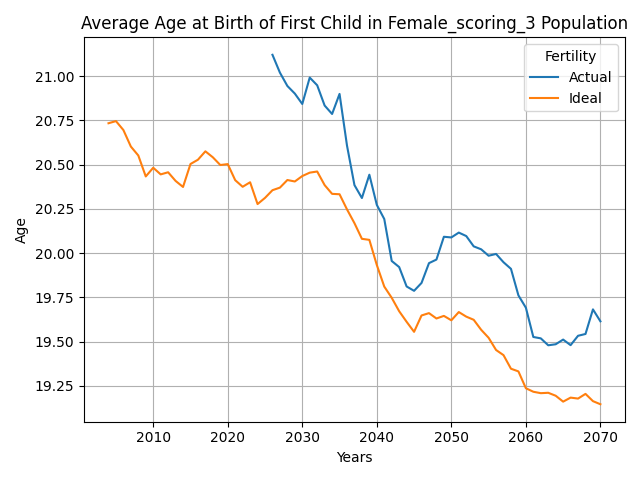 Average Age at Birth of First Child in Female_scoring_3 Population
Fertility
Actual
Ideal
21.00
20.75
20.50
20.25
20.00
19.75
19.50
19.25
Age
2010 2020 2030 2040 2050 2060 2070
Years